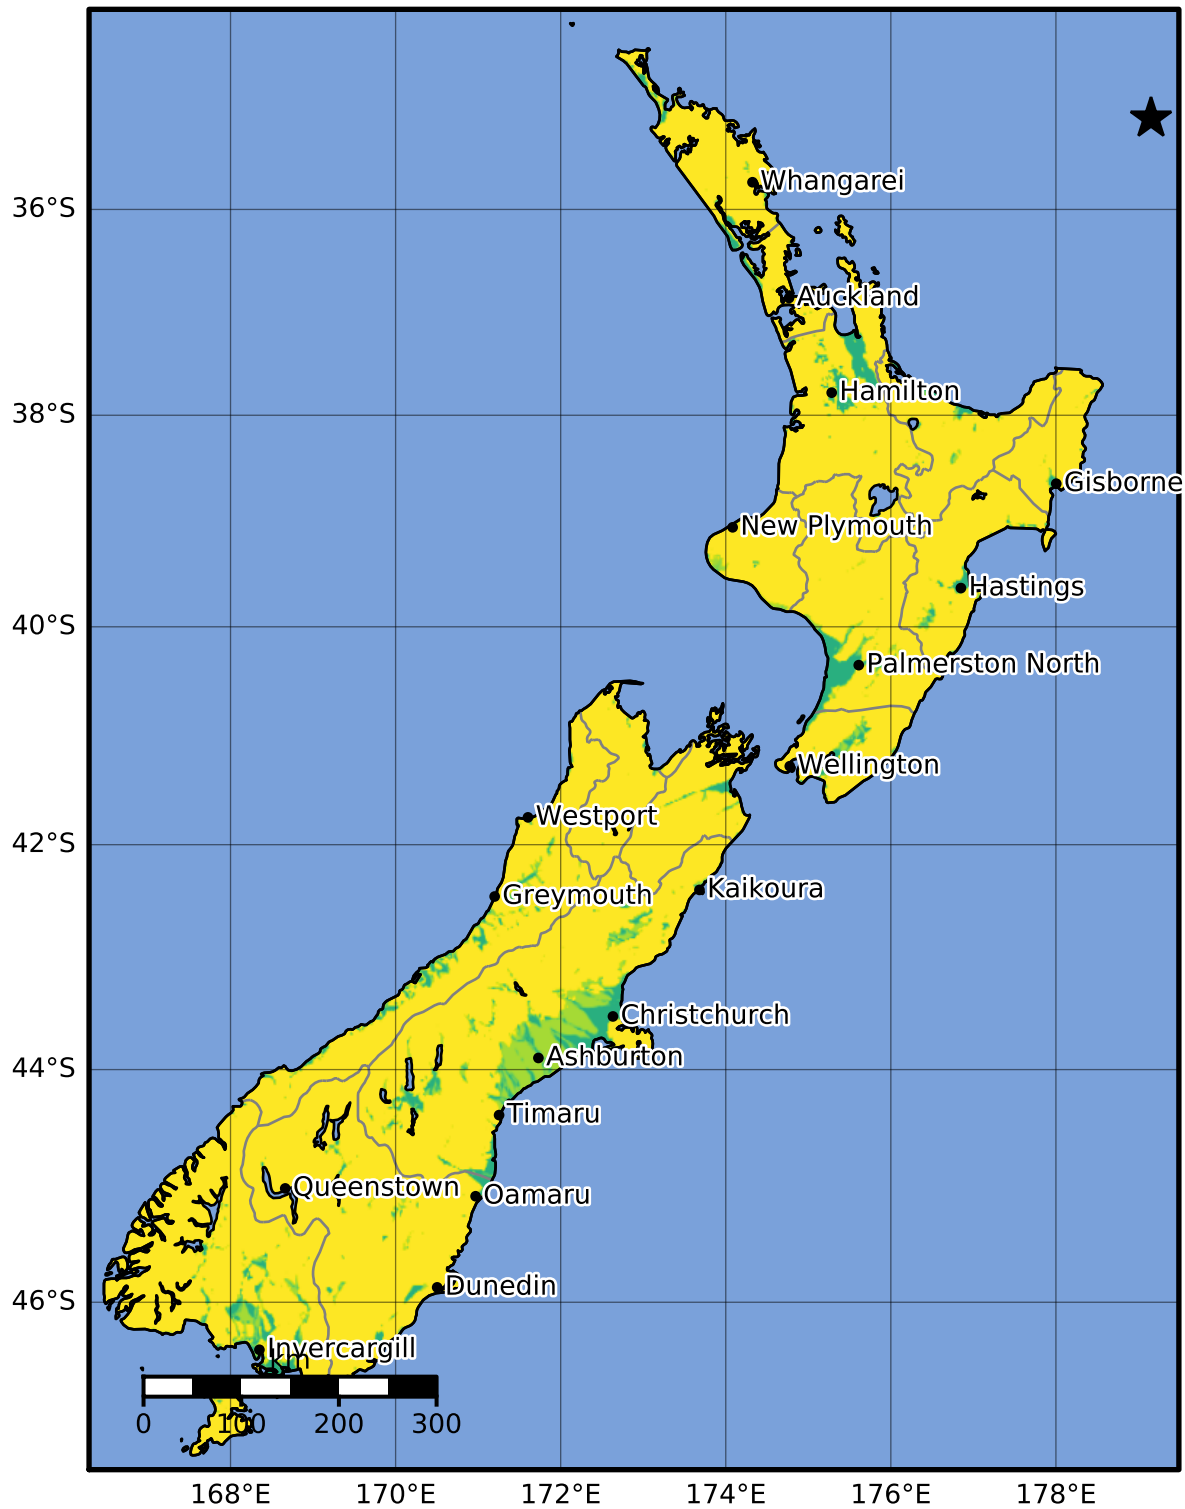 Whangarei
36°S
Auckland
Hamilton
38°S
Gisborne
New Plymouth
Hastings
40°S
Palmerston North
Wellington
Westport
42°S
Kaikoura
Greymouth
Christchurch
Ashburton
44°S
Timaru
Queenstown
Oamaru
Dunedin
46°S
Invercargill
km
0 100 200 300
168°E 170°E 172°E 174°E 176°E 178°E